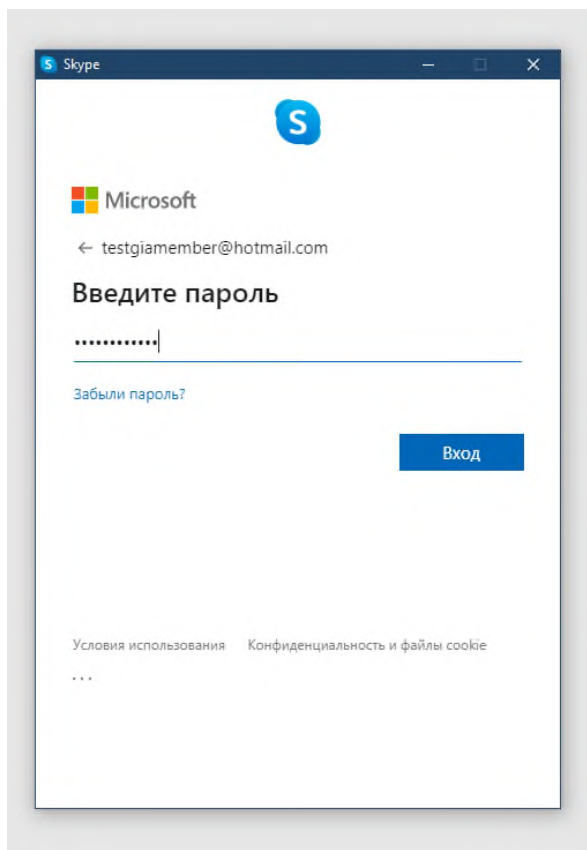 Skype
Microsoft
← testgiamember@hotmail.com
Введите пароль
••••••••••••
Забыли пароль?
Вход
Условия использования Конфиденциальность и файлы cookie
...